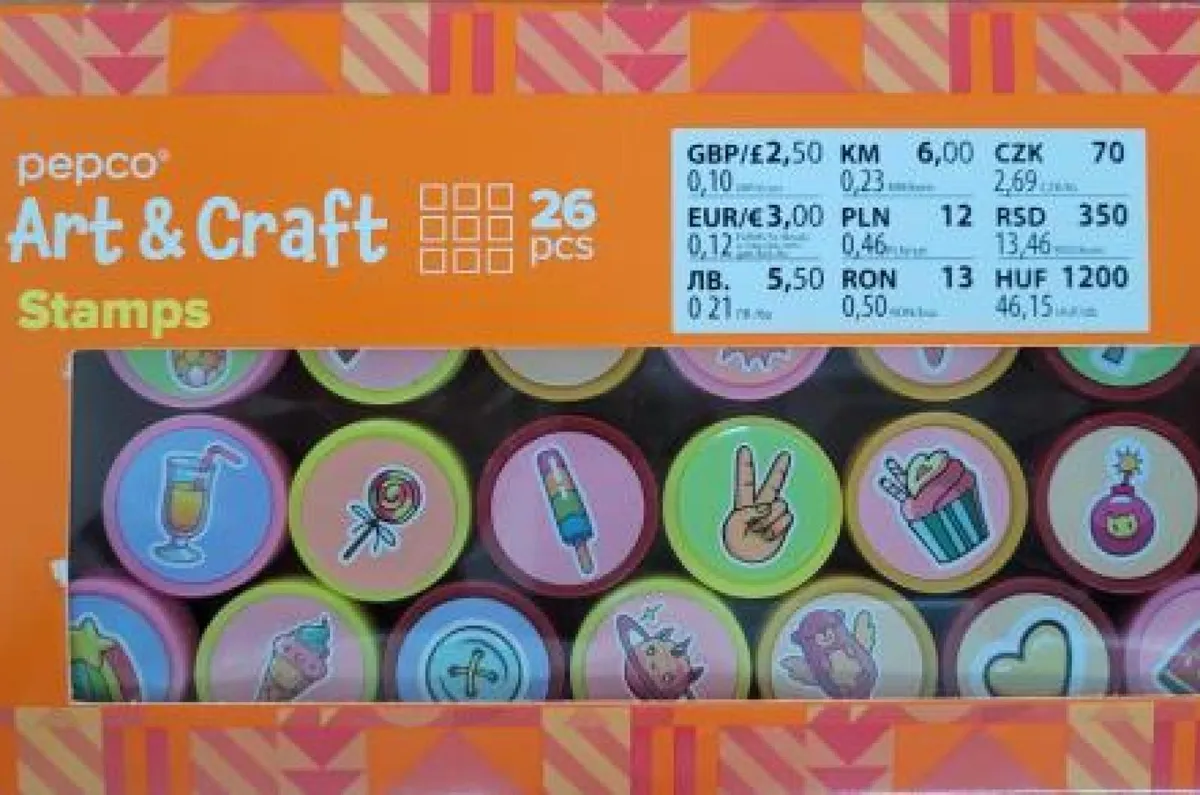 pepco®
Art & Craft
Stamps
26
pcs
GBP/£2,50 KM 6,00 CZK 70
0,10 0,23 2,69
EUR/€3,00 PLN 12 RSD 350
0,12 0,46 13,46
ЛВ. 5,50 RON 13 HUF 1200
0 21 0,50 46,15